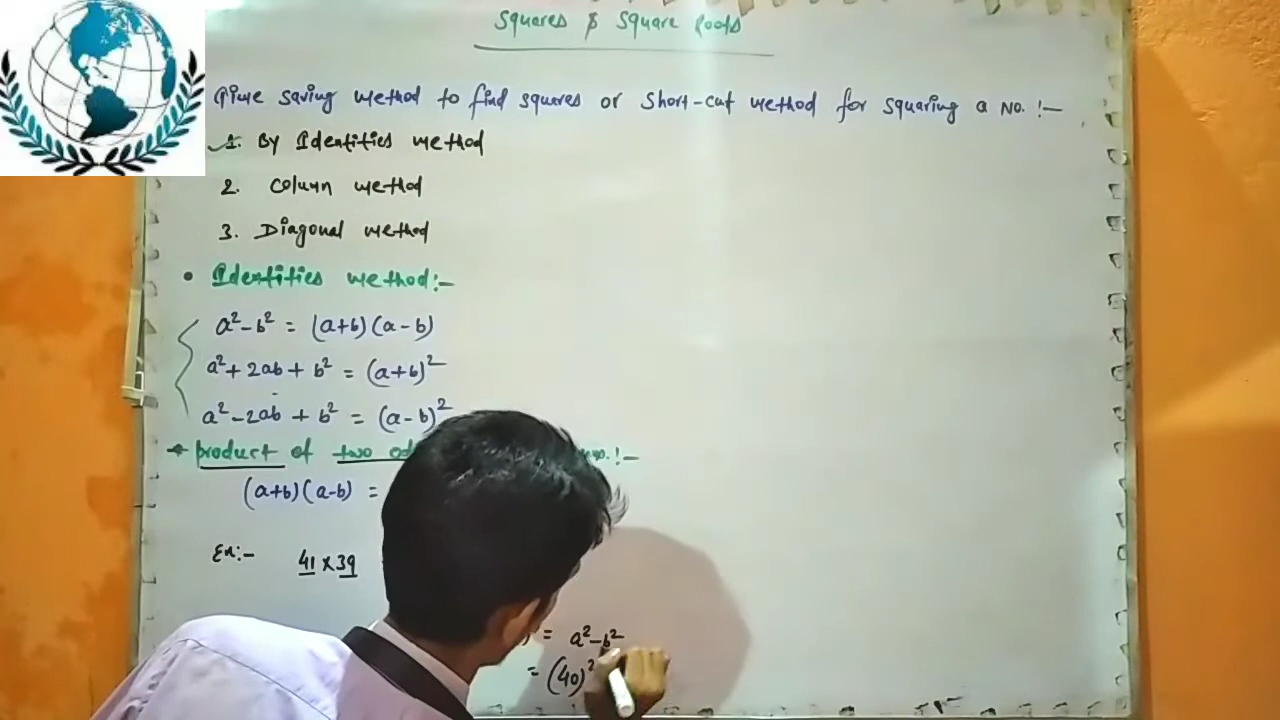 Squares & Square Roots
Time saving method to find squares or Short-cut method for squaring a No. :-
1. By Identities method
2. Column method
3. Diagonal method
• Identities method:-
a²-b² = (a+b)(a-b)
a²+2ab+b² = (a+b)²
a²-2ab+b² = (a-b)²
product of two no.:-
(a+b)(a-b) =
Ex:- 41×39
= a²-b²
= (40)²